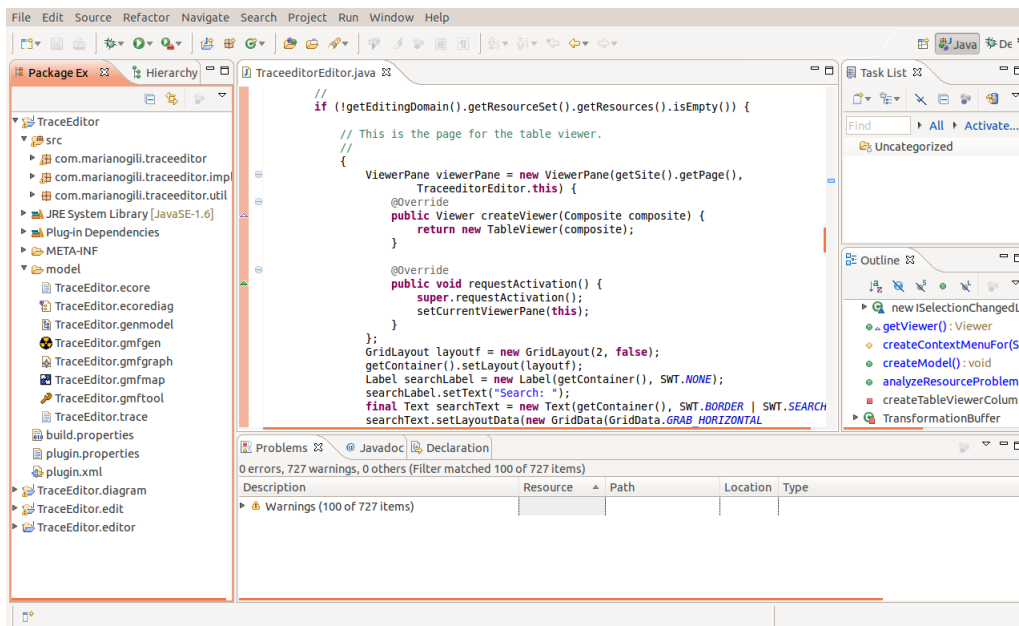 File Edit Source Refactor Navigate Search Project Run Window Help
Java De
Package Ex Hierarchy
TraceEditor
src
com.marianogili.traceeditor
com.marianogili.traceeditor.impl
com.marianogili.traceeditor.util
JRE System Library [JavaSE-1.6]
Plug-in Dependencies
META-INF
model
TraceEditor.ecore
TraceEditor.ecorediag
TraceEditor.genmodel
TraceEditor.gmfgen
TraceEditor.gmfgraph
TraceEditor.gmfmap
TraceEditor.gmftool
TraceEditor.trace
build.properties
plugin.properties
plugin.xml
TraceEditor.diagram
TraceEditor.edit
TraceEditor.editor
TraceeditorEditor.java
//
if (!getEditingDomain().getResourceSet().getResources().isEmpty()) {
// This is the page for the table viewer.
//
{
ViewerPane viewerPane = new ViewerPane(getSite().getPage(),
TraceeditorEditor.this) {
@Override
public Viewer createViewer(Composite composite) {
return new TableViewer(composite);
}
@Override
public void requestActivation() {
super.requestActivation();
setCurrentViewerPane(this);
}
};
GridLayout layoutf = new GridLayout(2, false);
getContainer().setLayout(layoutf);
Label searchLabel = new Label(getContainer(), SWT.NONE);
searchLabel.setText("Search: ");
final Text searchText = new Text(getContainer(), SWT.BORDER | SWT.SEARCH
searchText.setLayoutData(new GridData(GridData.GRAB_HORIZONTAL
Task List
Find All Activate...
Uncategorized
Outline
new ISelectionChangedL
getViewer() : Viewer
createContextMenuFor(S
createModel() : void
analyzeResourceProblem
createTableViewerColum
TransformationBuffer
Problems Javadoc Declaration
0 errors, 727 warnings, 0 others (Filter matched 100 of 727 items)
Description Resource Path Location Type
Warnings (100 of 727 items)